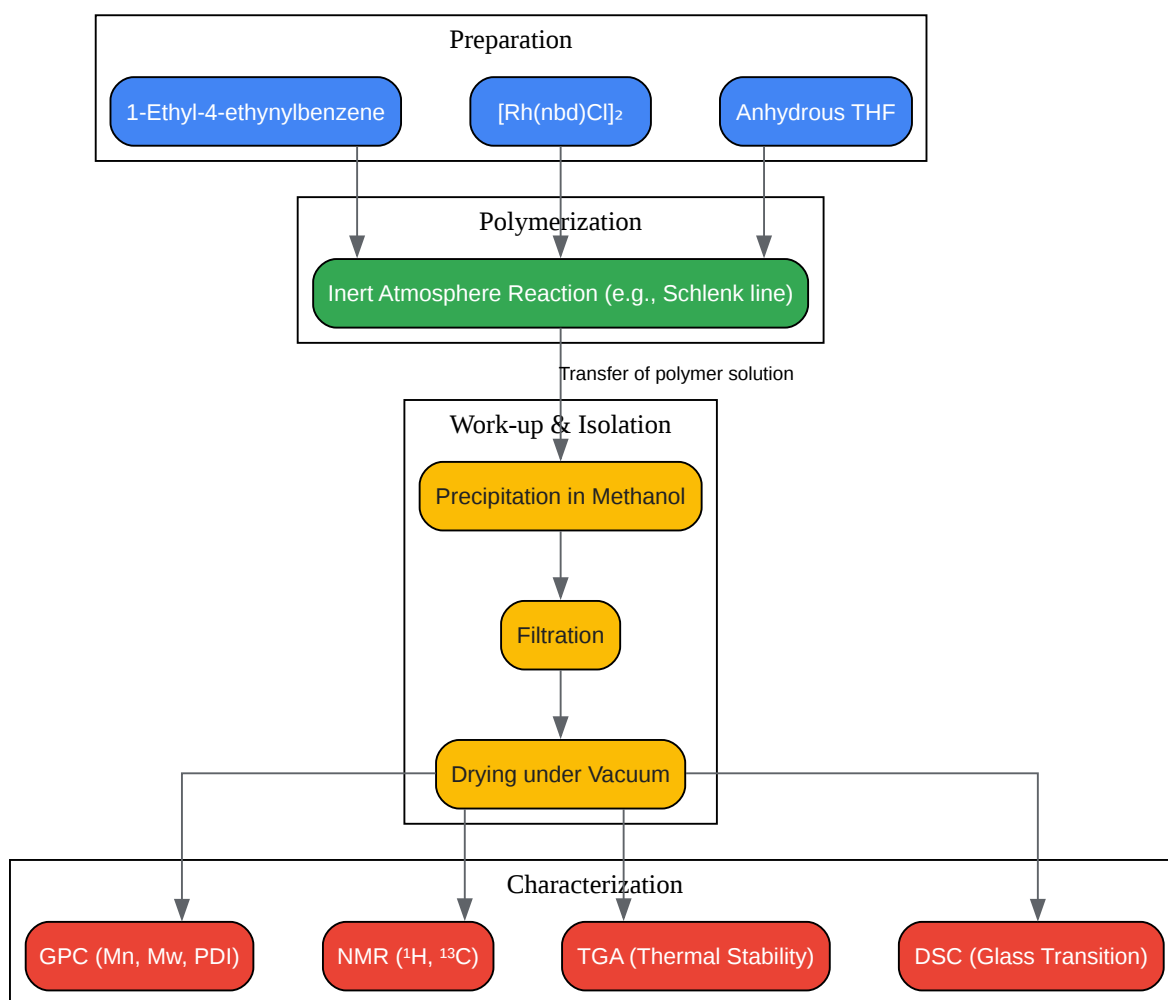 Preparation
1-Ethyl-4-ethynylbenzene
[Rh(nbd)Cl]₂
Anhydrous THF
Polymerization
Inert Atmosphere Reaction (e.g., Schlenk line)
Transfer of polymer solution
Work-up & Isolation
Precipitation in Methanol
Filtration
Drying under Vacuum
Characterization
GPC (Mn, Mw, PDI)
NMR (¹H, ¹³C)
TGA (Thermal Stability)
DSC (Glass Transition)